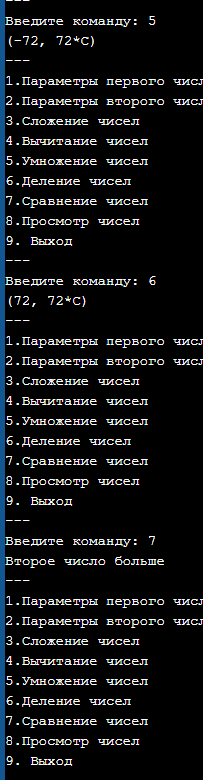 ---
Введите команду: 5
(-72, 72*C)
---
1.Параметры первого числ
2.Параметры второго числ
3.Сложение чисел
4.Вычитание чисел
5.Умножение чисел
6.Деление чисел
7.Сравнение чисел
8.Просмотр чисел
9. Выход
---
Введите команду: 6
(72, 72*C)
---
1.Параметры первого числ
2.Параметры второго числ
3.Сложение чисел
4.Вычитание чисел
5.Умножение чисел
6.Деление чисел
7.Сравнение чисел
8.Просмотр чисел
9. Выход
---
Введите команду: 7
Второе число больше
---
1.Параметры первого числ
2.Параметры второго числ
3.Сложение чисел
4.Вычитание чисел
5.Умножение чисел
6.Деление чисел
7.Сравнение чисел
8.Просмотр чисел
9. Выход